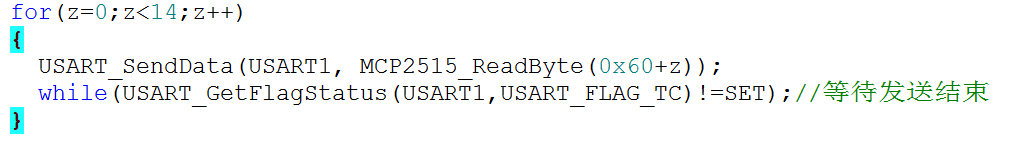 for(z=0;z<14;z++)
{
USART_SendData(USART1, MCP2515_ReadByte(0x60+z));
while(USART_GetFlagStatus(USART1,USART_FLAG_TC)!=SET);//等待发送结束
}